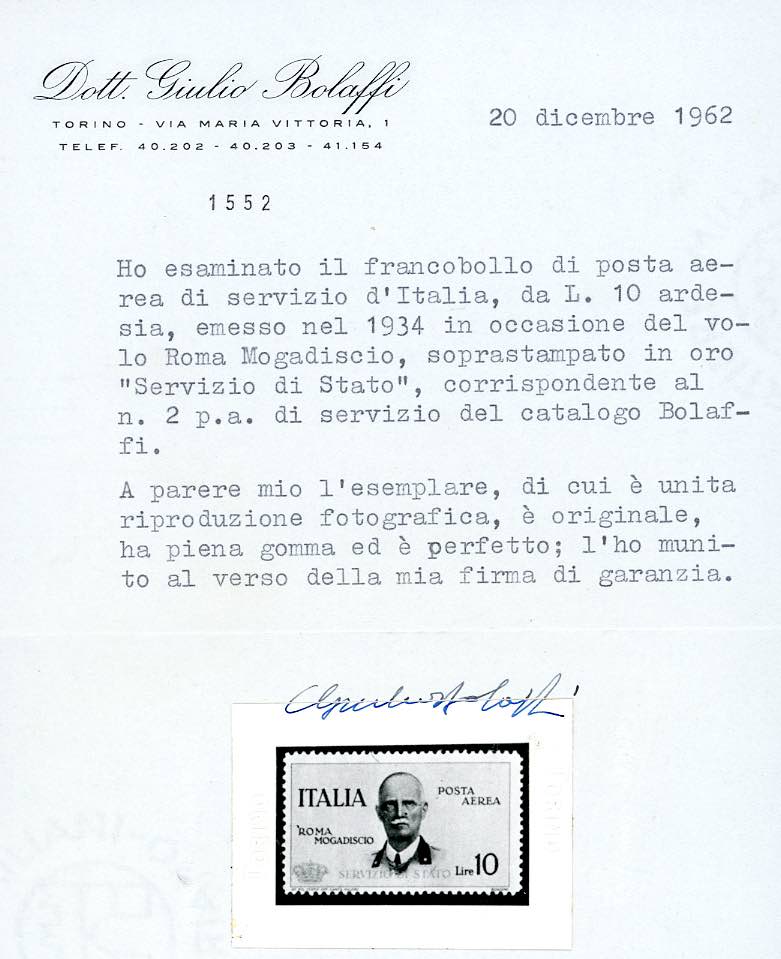 Dott. Giulio Bolaffi
TORINO - VIA MARIA VITTORIA, 1
TELEF. 40.202 - 40.203 - 41.154
20 dicembre 1962
1552
Ho esaminato il francobollo di posta ae-
rea di servizio d'Italia, da L. 10 arde-
sia, emesso nel 1934 in occasione del vo-
lo Roma Mogadiscio, soprastampato in oro
"Servizio di Stato", corrispondente al
n. 2 p.a. di servizio del catalogo Bolaf-
fi.
A parere mio l'esemplare, di cui è unita
riproduzione fotografica, è originale,
ha piena gomma ed è perfetto; l'ho muni-
to al verso della mia firma di garanzia.
ITALIA
POSTA
AEREA
ROMA
MOGADISCIO
SERVIZIO DI STATO
Lire 10